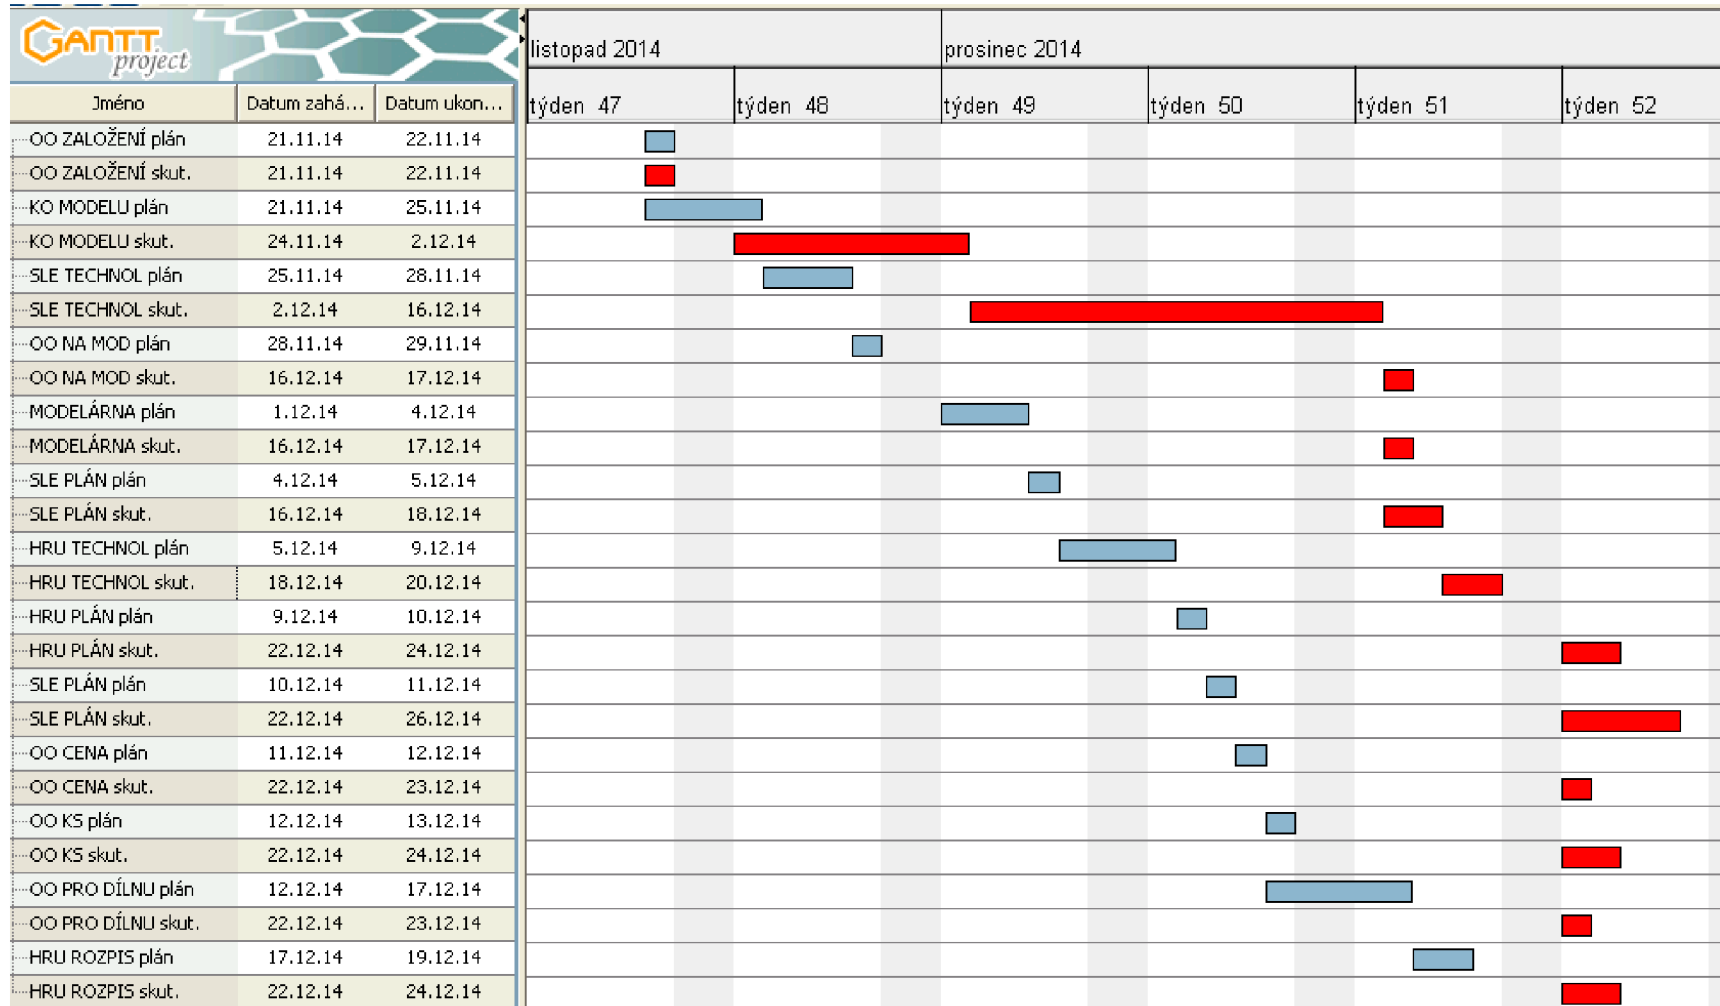 GANTT
project
listopad 2014 prosinec 2014
Jméno Datum zahá... Datum ukon... týden 47 týden 48 týden 49 týden 50 týden 51 týden 52
OO ZALOŽENÍ plán 21.11.14 22.11.14
OO ZALOŽENÍ skut. 21.11.14 22.11.14
KO MODELU plán 21.11.14 25.11.14
KO MODELU skut. 24.11.14 2.12.14
SLE TECHNOL plán 25.11.14 28.11.14
SLE TECHNOL skut. 2.12.14 16.12.14
OO NA MOD plán 28.11.14 29.11.14
OO NA MOD skut. 16.12.14 17.12.14
MODELÁRNA plán 1.12.14 4.12.14
MODELÁRNA skut. 16.12.14 17.12.14
SLE PLÁN plán 4.12.14 5.12.14
SLE PLÁN skut. 16.12.14 18.12.14
HRU TECHNOL plán 5.12.14 9.12.14
HRU TECHNOL skut. 18.12.14 20.12.14
HRU PLÁN plán 9.12.14 10.12.14
HRU PLÁN skut. 22.12.14 24.12.14
SLE PLÁN plán 10.12.14 11.12.14
SLE PLÁN skut. 22.12.14 26.12.14
OO CENA plán 11.12.14 12.12.14
OO CENA skut. 22.12.14 23.12.14
OO KS plán 12.12.14 13.12.14
OO KS skut. 22.12.14 24.12.14
OO PRO DÍLNU plán 12.12.14 17.12.14
OO PRO DÍLNU skut. 22.12.14 23.12.14
HRU ROZPIS plán 17.12.14 19.12.14
HRU ROZPIS skut. 22.12.14 24.12.14